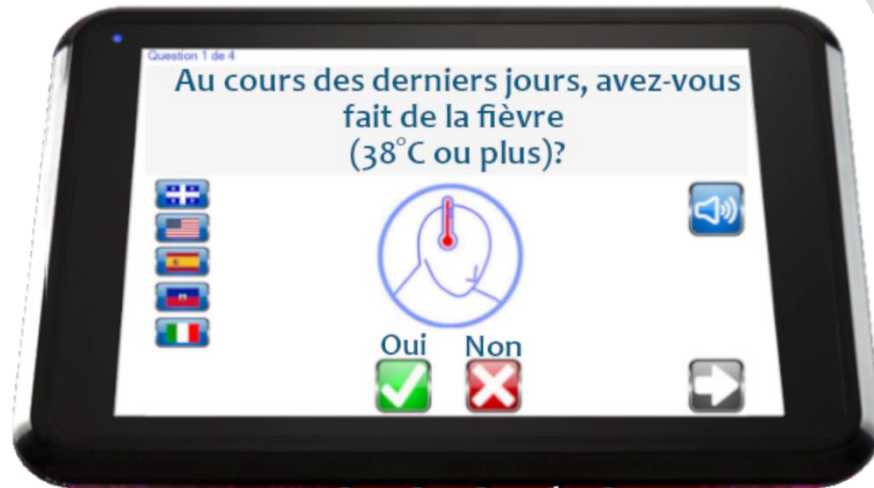 Question 1 de 4
Au cours des derniers jours, avez-vous
fait de la fièvre
(38°C ou plus)?
Oui Non